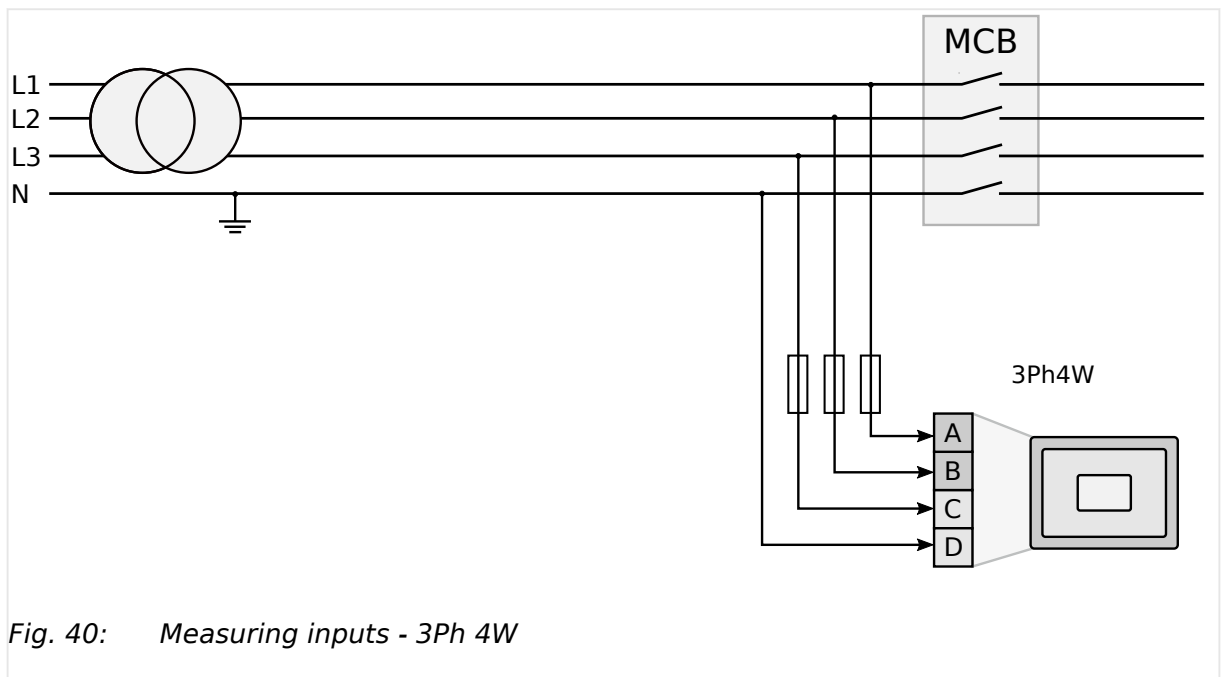 MCB
L1
L2
L3
N
3Ph4W
A
B
C
D
Fig. 40: Measuring inputs - 3Ph 4W